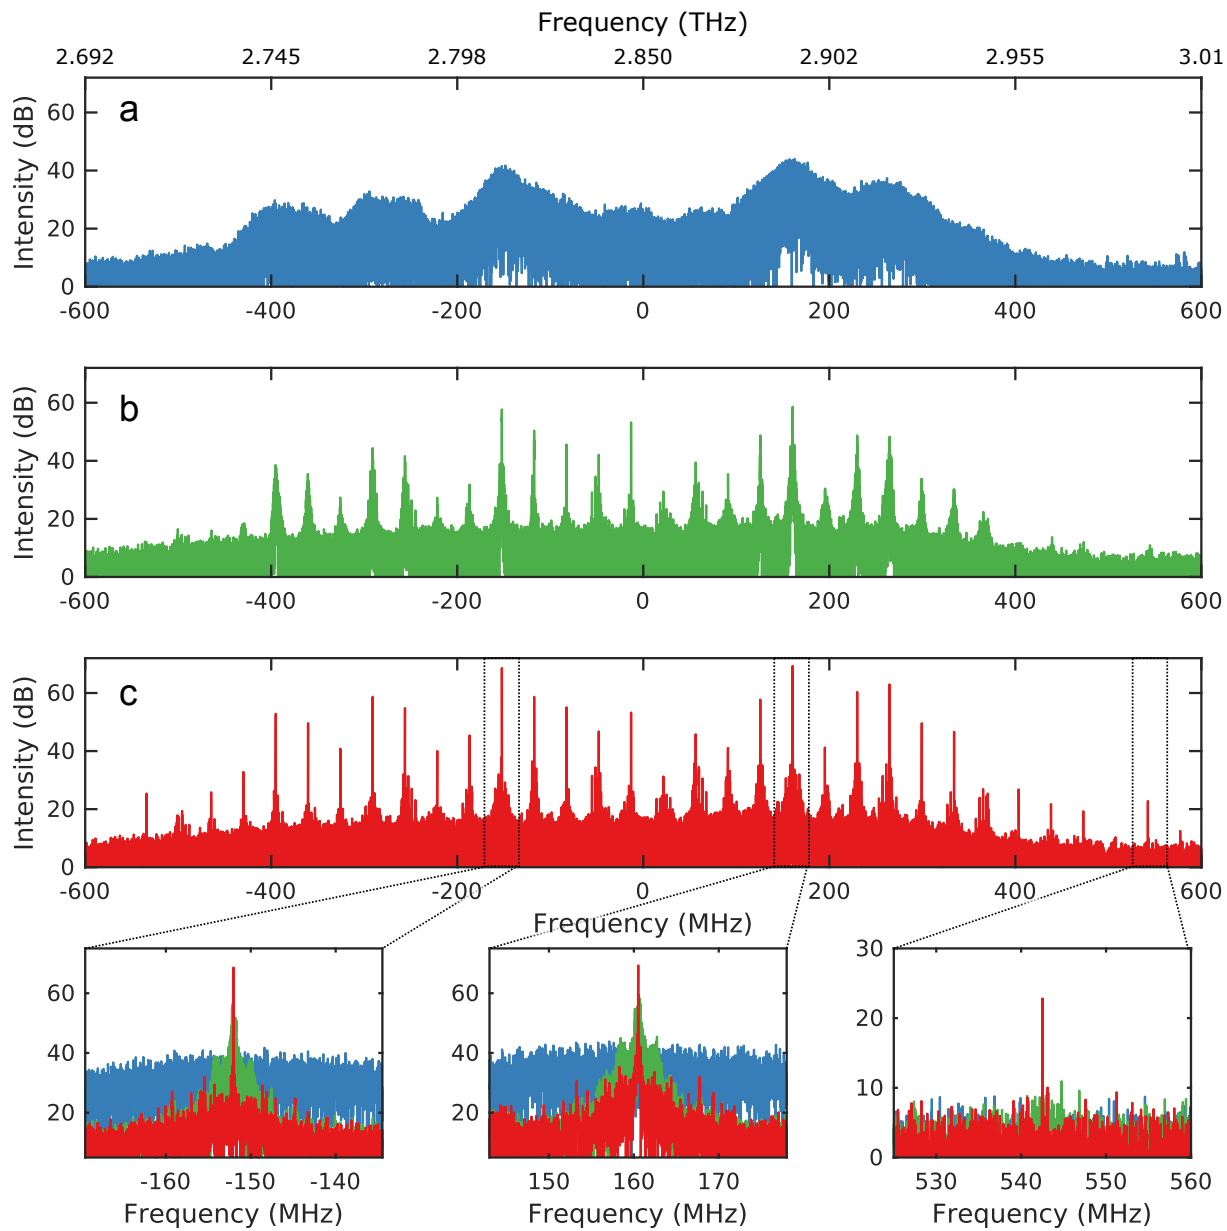 Frequency (THz)
2.692 2.745 2.798 2.850 2.902 2.955 3.01
a
Intensity (dB)
60
40
20
0
-600 -400 -200 0 200 400 600
b
Intensity (dB)
60
40
20
0
-600 -400 -200 0 200 400 600
c
Intensity (dB)
60
40
20
0
-600 -400 -200 0 200 400 600
Frequency (MHz)
60
40
20
-160 -150 -140
Frequency (MHz)
60
40
20
150 160 170
Frequency (MHz)
30
20
10
0
530 540 550 560
Frequency (MHz)